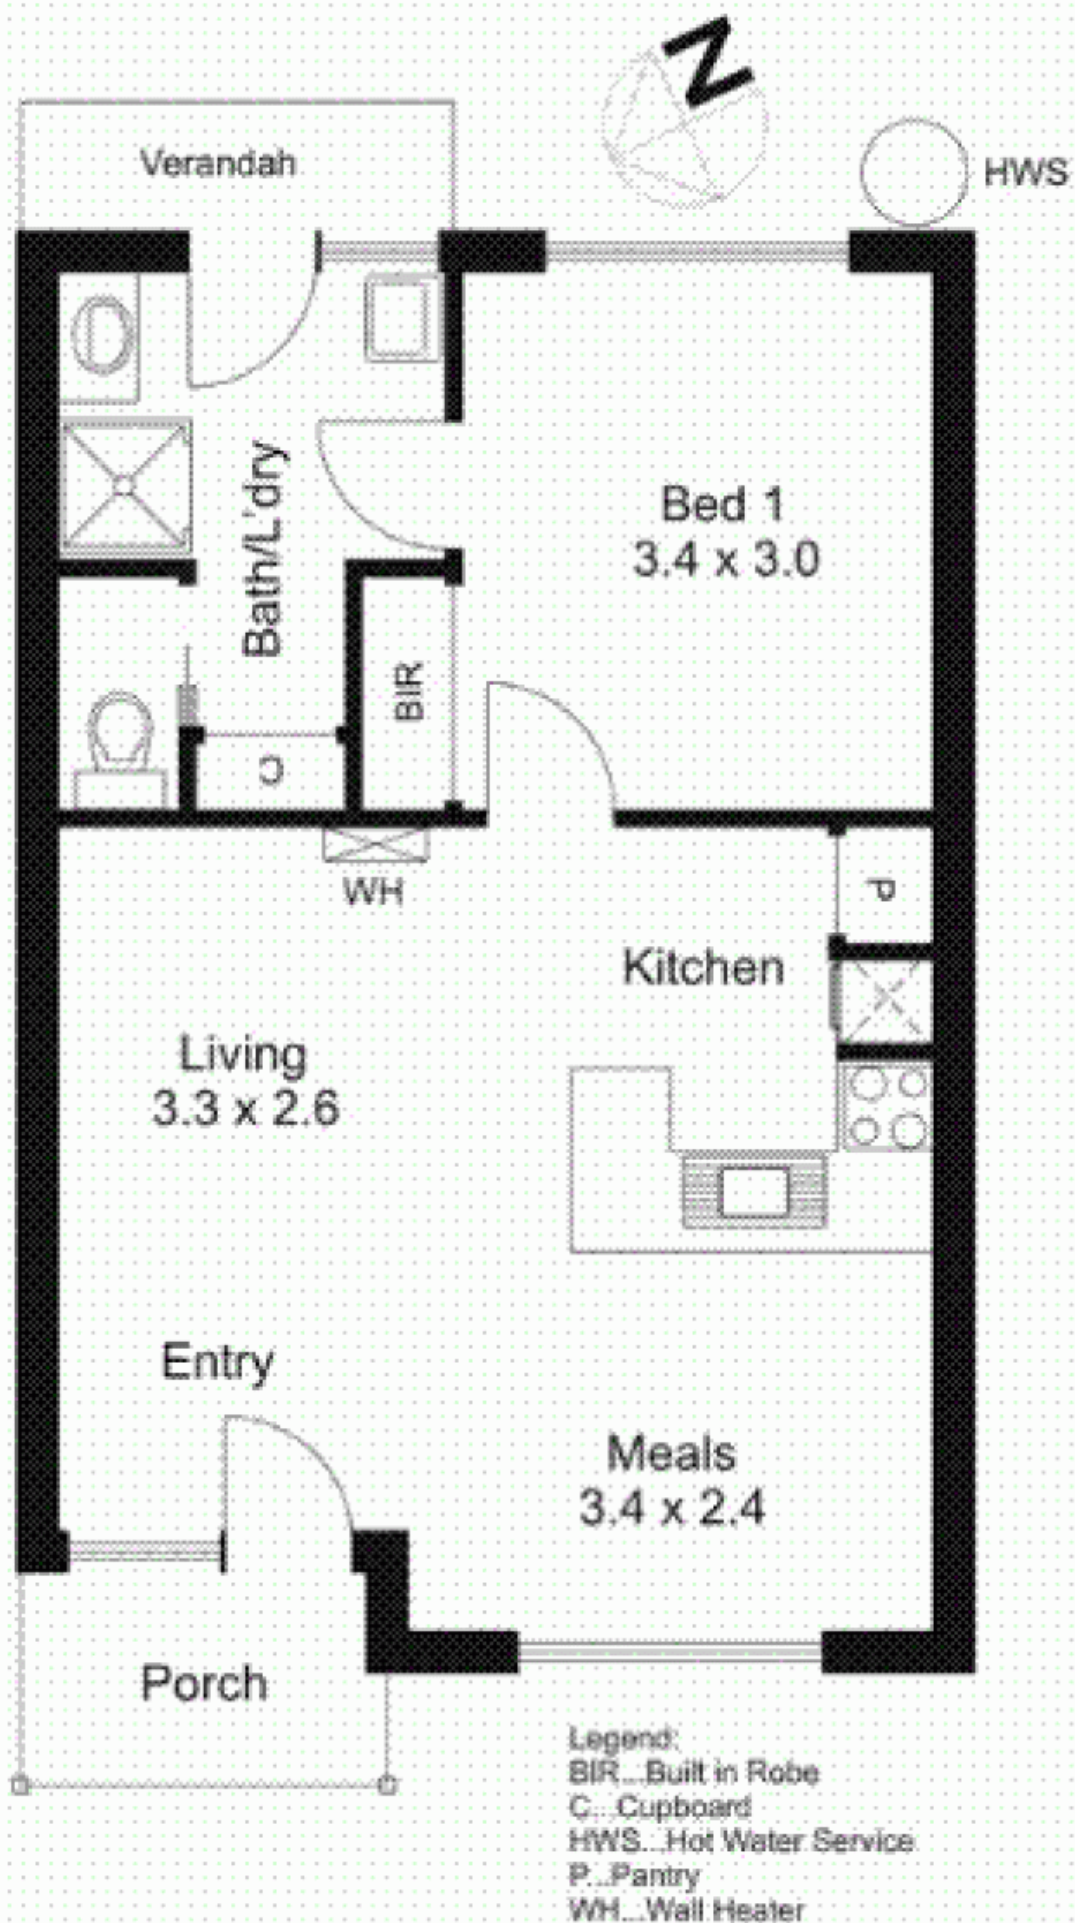 N
Verandah
HWS
Bath/L'dry
Bed 1
3.4 x 3.0
BIR
C
WH
P
Kitchen
Living
3.3 x 2.6
Entry
Meals
3.4 x 2.4
Porch
Legend:
BIR...Built in Robe
C...Cupboard
HWS...Hot Water Service
P...Pantry
WH...Wall Heater